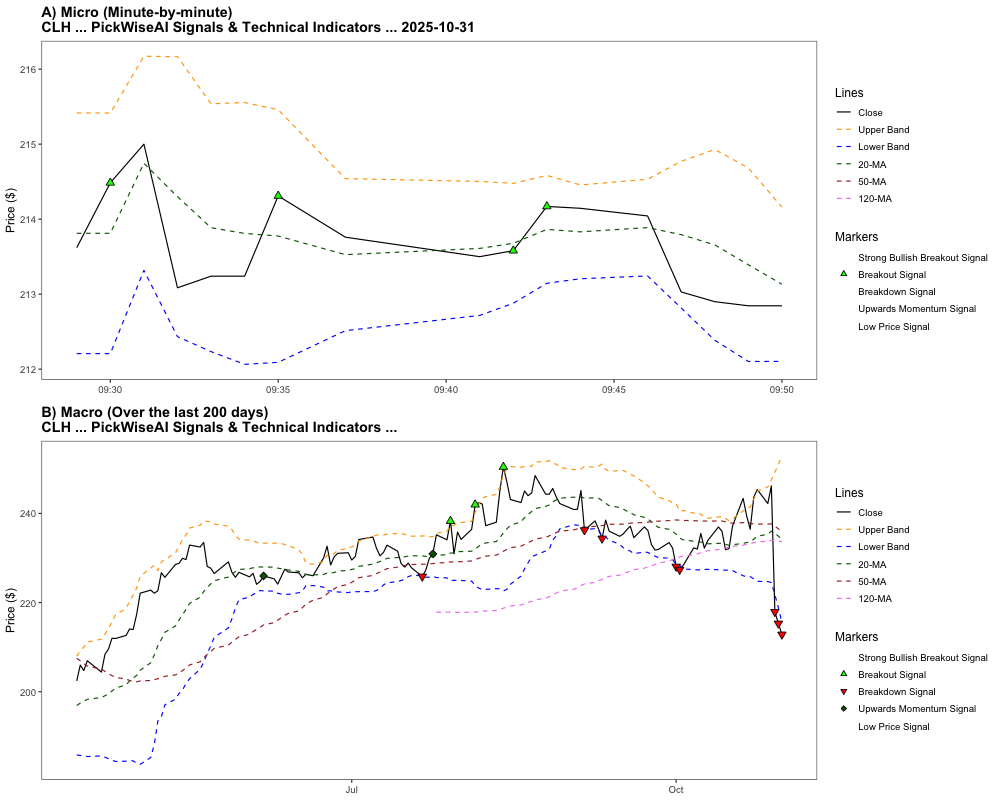 A) Micro (Minute-by-minute)
CLH ... PickWiseAI Signals & Technical Indicators ... 2025-10-31
Price ($)
216
215
214
213
212
09:30
09:35
09:40
09:45
09:50
Lines
Close
Upper Band
Lower Band
20-MA
50-MA
120-MA
Markers
Strong Bullish Breakout Signal
Breakout Signal
Breakdown Signal
Upwards Momentum Signal
Low Price Signal
B) Macro (Over the last 200 days)
CLH ... PickWiseAI Signals & Technical Indicators ...
Price ($)
240
220
200
Jul
Oct
Lines
Close
Upper Band
Lower Band
20-MA
50-MA
120-MA
Markers
Strong Bullish Breakout Signal
Breakout Signal
Breakdown Signal
Upwards Momentum Signal
Low Price Signal